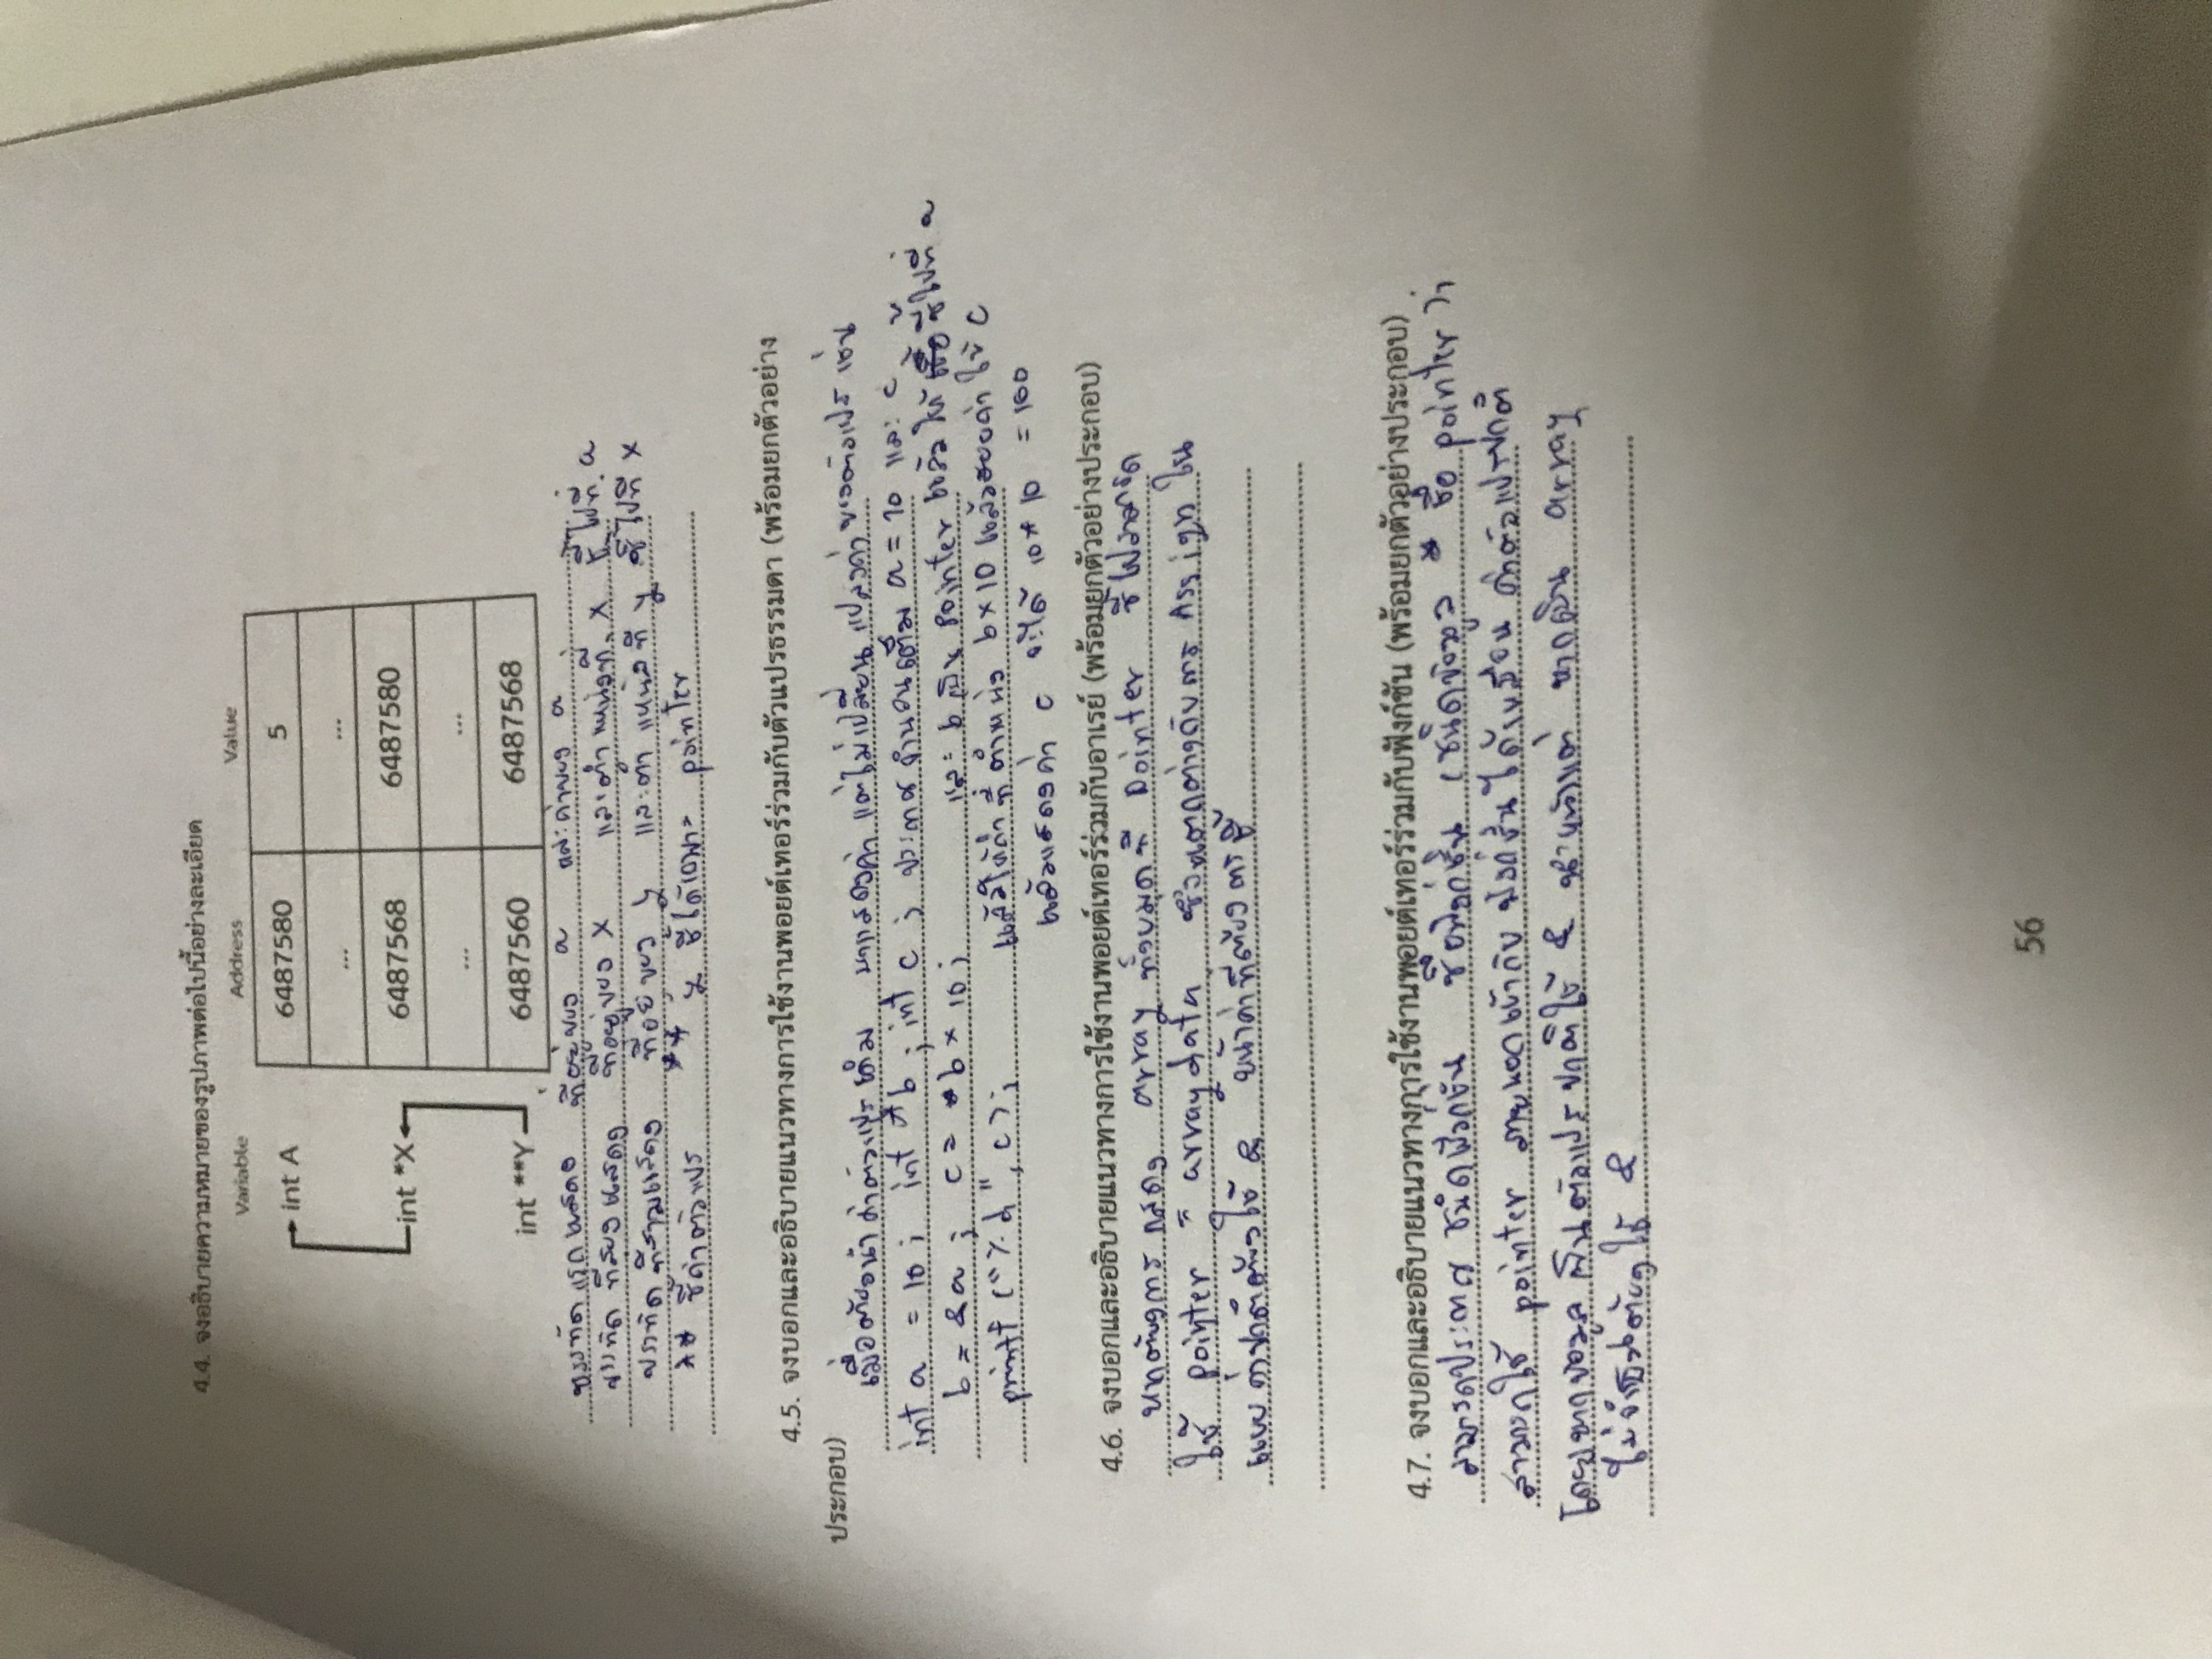 4.4. จงอธิบายความหมายของรูปภาพต่อไปนี้อย่างละเอียด
Variable Address Value
int A 6487580 5
... ...
int *X 6487568 6487580
... ...
int **Y 6487560 6487568
บรรทัดแรกแสดง ที่อยู่ของ a และค่าของ a
บรรทัด ที่สองแสดง ที่อยู่ของ x และตำแหน่งที่ x ชี้ไปที่ a
บรรทัด ที่สามแสดง ที่อยู่ของ y และตำแหน่งที่ y ชี้ไปที่ x
** ชี้ค่าตัวแปร ** y ชี้ได้เฉพาะ pointer
4.5. จงบอกและอธิบายแนวทางการใช้งานพอยต์เทอร์ร่วมกับตัวแปรธรรมดา (พร้อมยกตัวอย่าง
ประกอบ)
เมื่อต้องนำค่าตัวแปรเดิม มาแสดงค่า แต่ไม่เปลี่ยนแปลงค่าของตัวแปร เช่น
int a = 10 ; int *b ; int c ; ประกาศจำนวนเต็ม a = 10 และ c
b = &a ; c = *b * 10 ; และ b เป็น pointer แล้วให้ ชี้ไปที่ a
printf ("%d", c) ; แล้วให้ค่าที่ตำแหน่ง b x 10 แล้วมอบค่าให้ c
แล้วแสดงค่า c จะได้ 10 * 10 = 100
4.6. จงบอกและอธิบายแนวทางการใช้งานพอยต์เทอร์ร่วมกับอาเรย์ (พร้อมยกตัวอย่างประกอบ)
หากต้องการแสดง array ทั้งหมดที่ pointer ชี้ไปสามารถ
ใช้ pointer = arraydata ซึ่งแตกต่างกับการ Assign ใน
แบบค่าปกติต้องใช้ & หน้าค่าที่ต้องการชี้
4.7. จงบอกและอธิบายแนวทางการใช้งานพอยต์เทอร์ร่วมกับฟังก์ชัน (พร้อมยกตัวอย่างประกอบ)
สามารถประกาศ ชนิดฟังก์ชัน ชื่อฟังก์ชัน (ชนิดข้อมูล * ชื่อ pointer );
สามารถใช้ pointer ภายนอกเข้ากับ ฟังก์ชันได้เหมือน ค่าตัวแปรปกติ
โดยหากข้อมูลเป็นตัวแปรปกติใช้ & นำหน้าแต่ หากเป็น array
ไม่จำเป็นต้องใช้ &
56